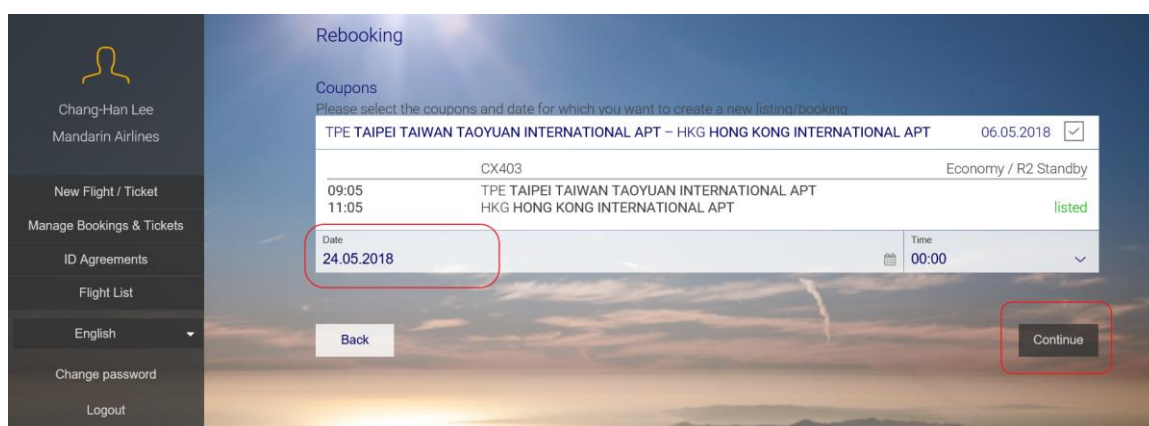 Chang-Han Lee
Mandarin Airlines
New Flight / Ticket
Manage Bookings & Tickets
ID Agreements
Flight List
English
Change password
Logout
Rebooking
Coupons
Please select the coupons and date for which you want to create a new listing/booking
TPE TAIPEI TAIWAN TAOYUAN INTERNATIONAL APT – HKG HONG KONG INTERNATIONAL APT 06.05.2018
CX403 Economy / R2 Standby
09:05 TPE TAIPEI TAIWAN TAOYUAN INTERNATIONAL APT
11:05 HKG HONG KONG INTERNATIONAL APT listed
Date Time
24.05.2018 00:00
Back Continue